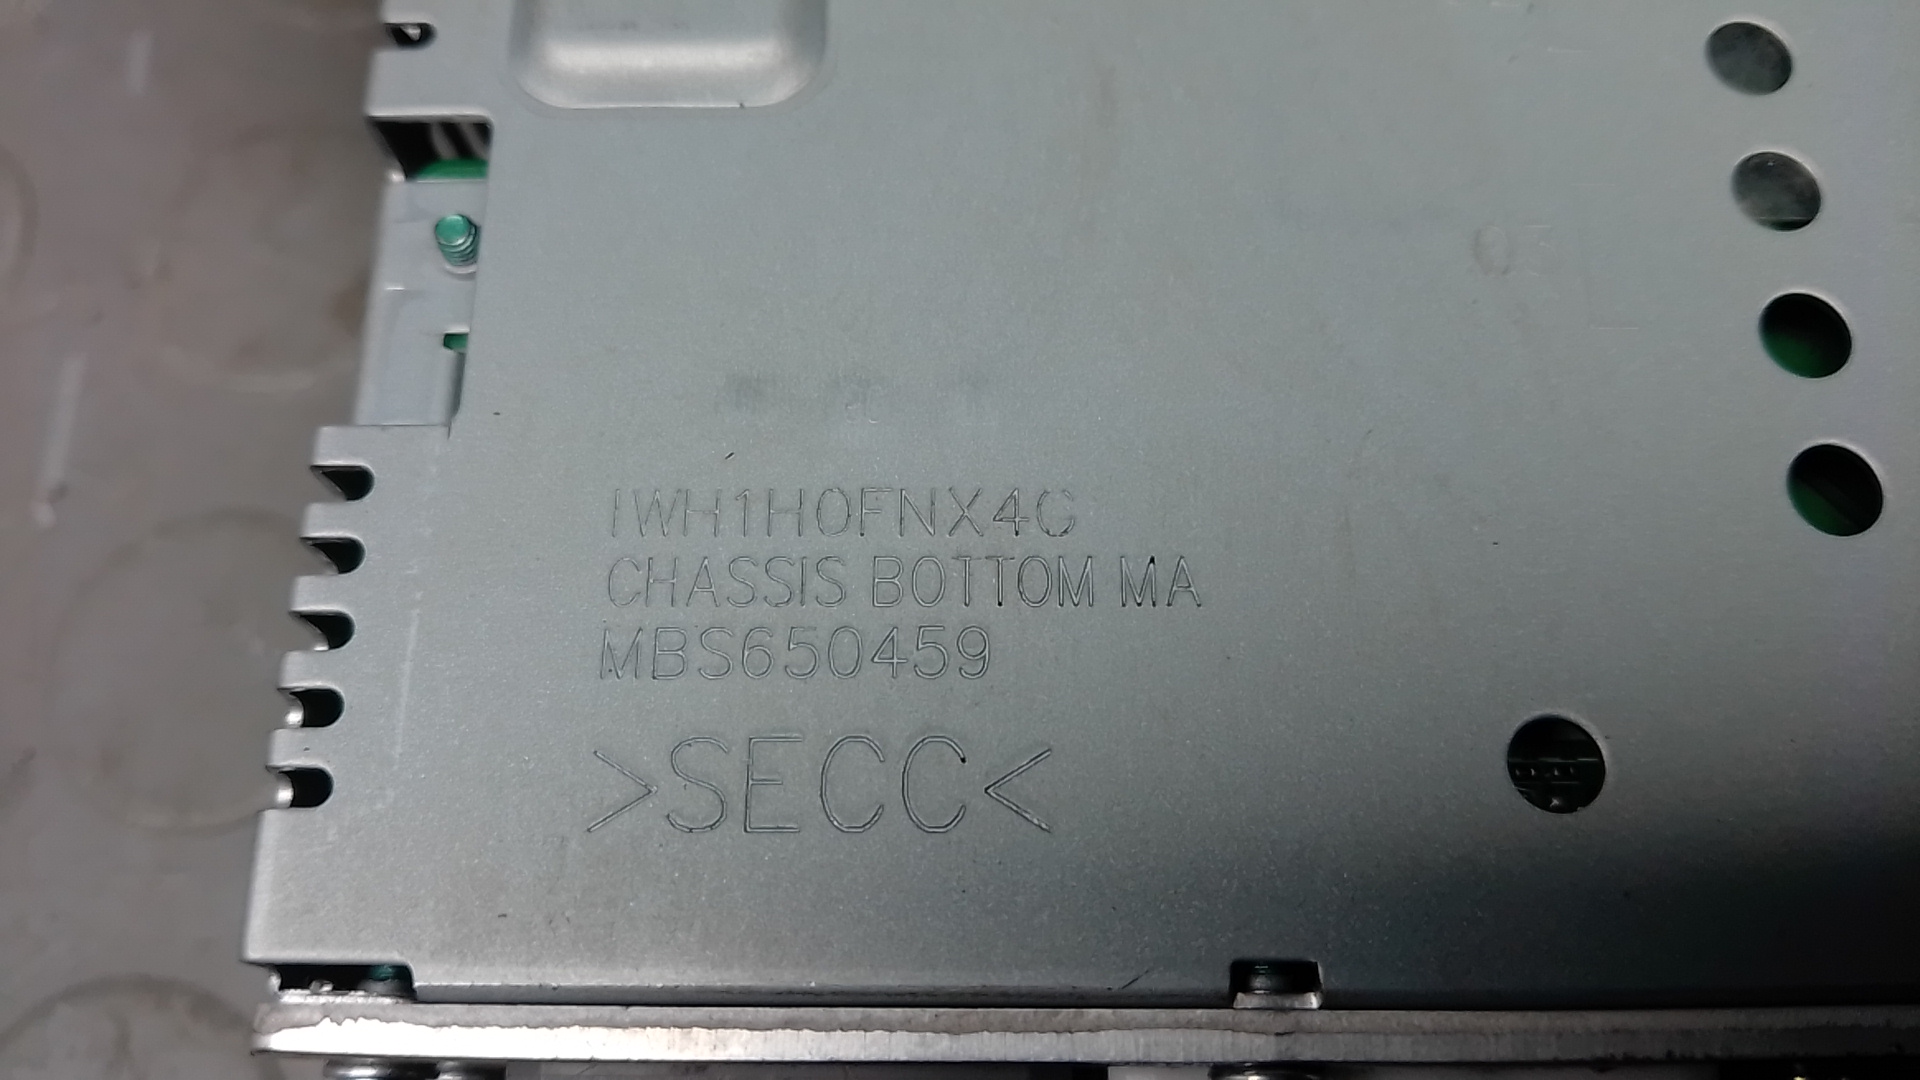 IWH1H0FNX4C
CHASSIS BOTTOM MA
MBS650459
>SECC<